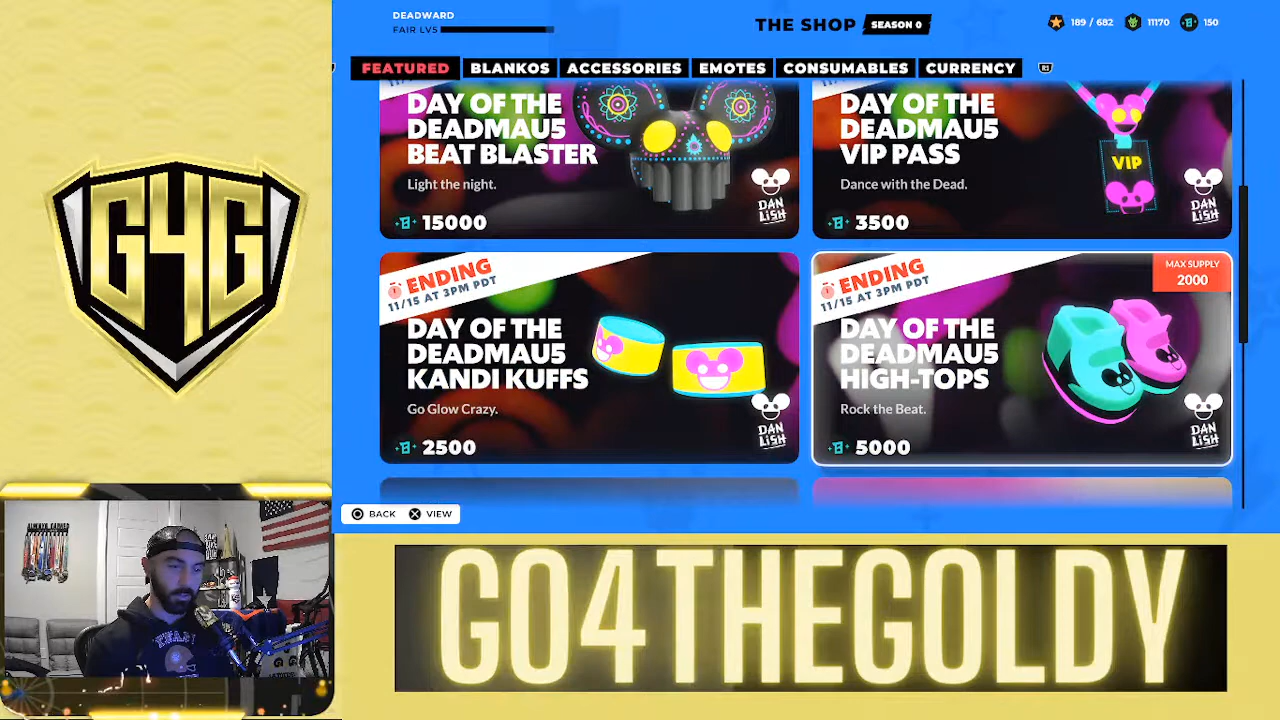 DEADWARD
FAIR LV5
THE SHOP SEASON 0
189 / 682 11170 150
FEATURED BLANKOS ACCESSORIES EMOTES CONSUMABLES CURRENCY R1
DAY OF THE
DEADMAU5
BEAT BLASTER
Light the night.
15000
DAN
LiSH
DAY OF THE
DEADMAU5
VIP PASS
Dance with the Dead.
3500
VIP
DAN
LiSH
ENDING
11/15 AT 3PM PDT
DAY OF THE
DEADMAU5
KANDI KUFFS
Go Glow Crazy.
2500
DAN
LiSH
ENDING
11/15 AT 3PM PDT
MAX SUPPLY
2000
DAY OF THE
DEADMAU5
HIGH-TOPS
Rock the Beat.
5000
DAN
LiSH
BACK VIEW
G4G
GO4THEGOLDY